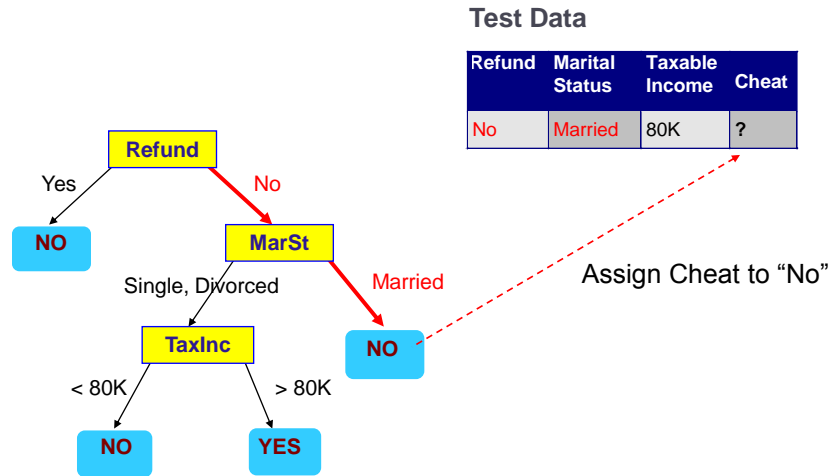 Test Data
Refund Marital Status Taxable Income Cheat
No Married 80K ?
Refund
Yes No
NO MarSt
Single, Divorced Married
Assign Cheat to “No”
TaxInc NO
< 80K > 80K
NO YES